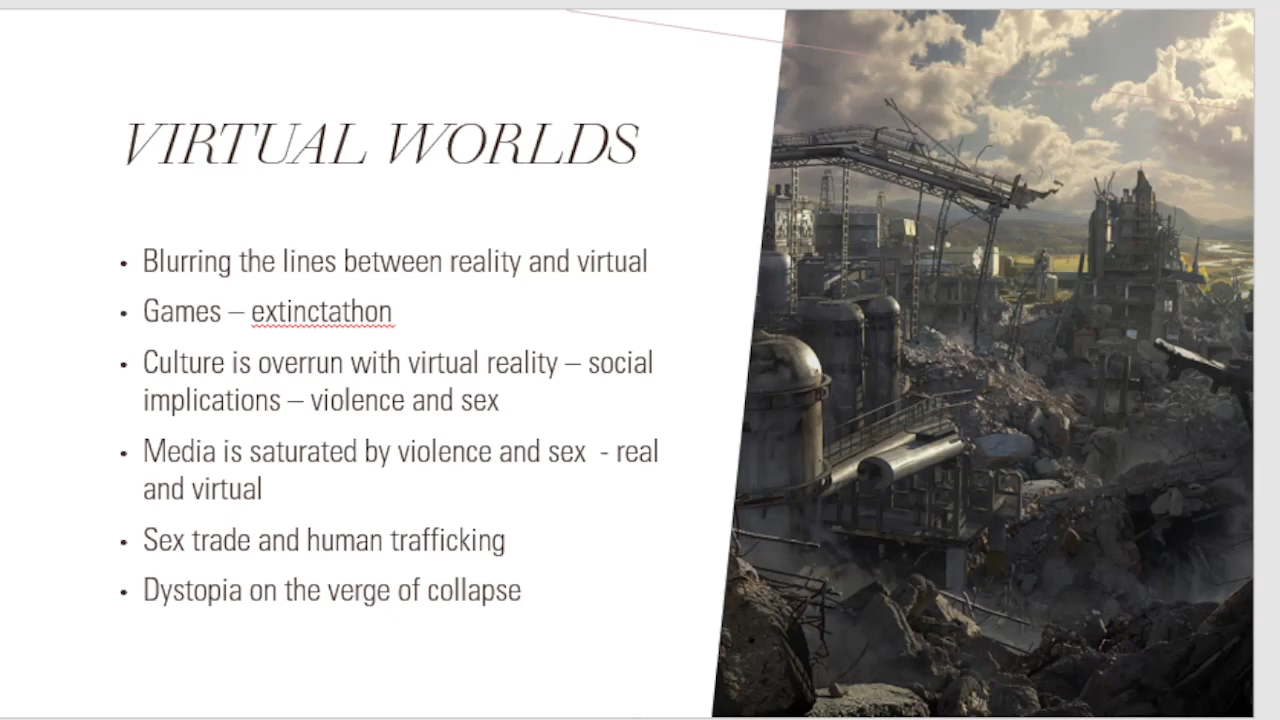 VIRTUAL WORLDS
• Blurring the lines between reality and virtual
• Games – extinctathon
• Culture is overrun with virtual reality – social
implications – violence and sex
• Media is saturated by violence and sex  - real
and virtual
• Sex trade and human trafficking
• Dystopia on the verge of collapse